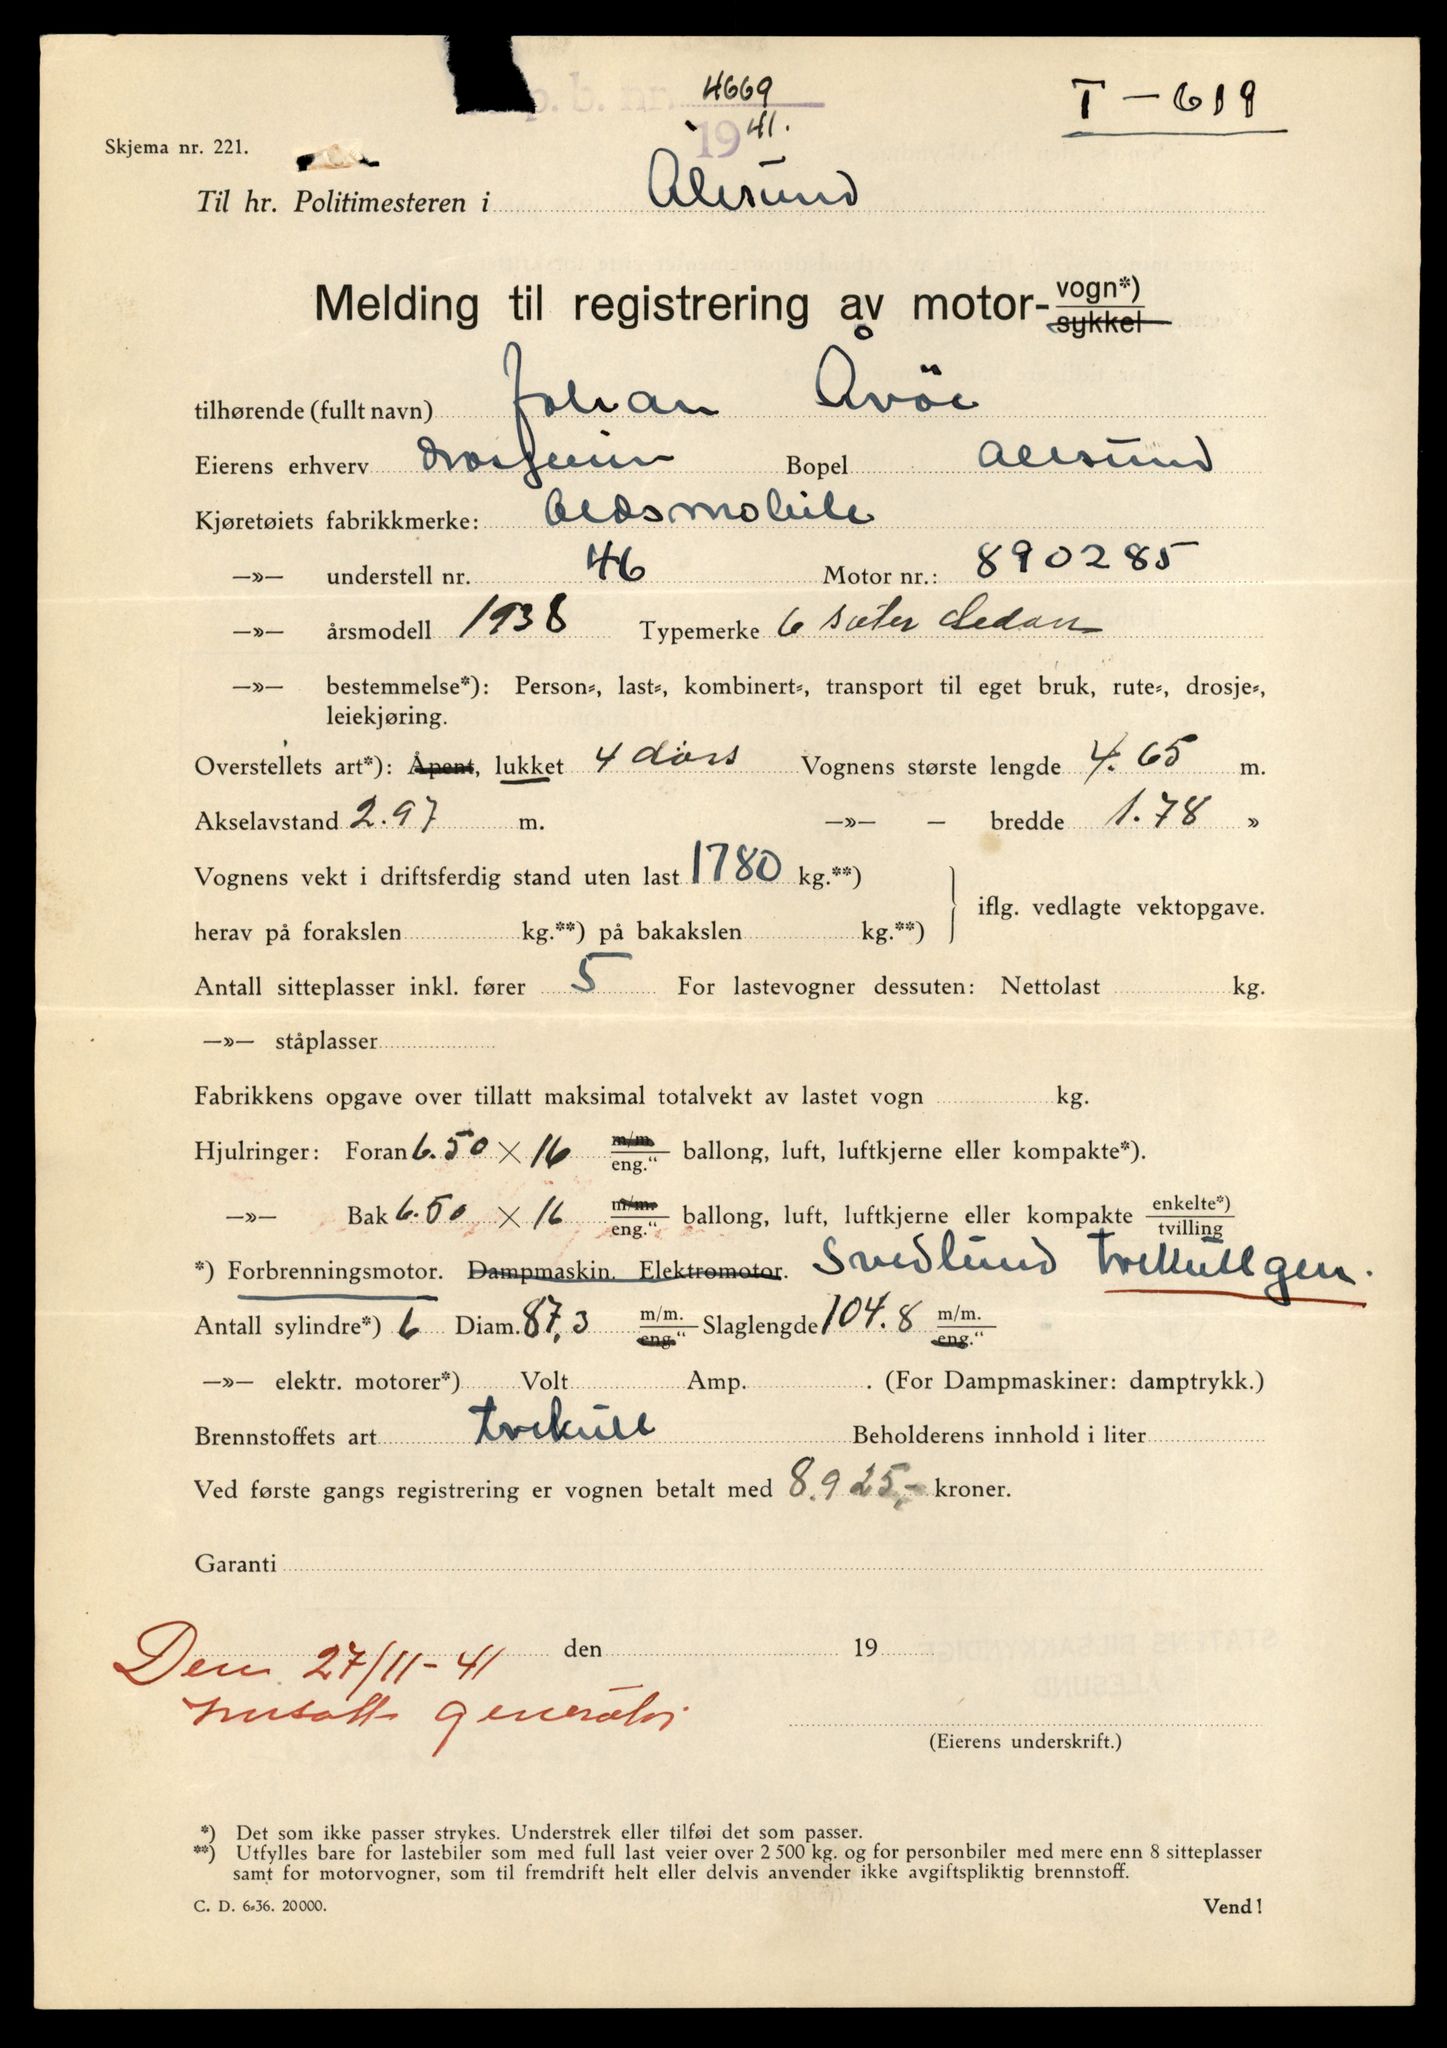 p. b. nr. 4669
1941.
T - 619
Skjema nr. 221.
Til hr. Politimesteren i Ålesund
Melding til registrering av motor- vogn*) sykkel
tilhørende (fullt navn) Johan Åvöe
Eierens erhverv Bopel Ålesund
Kjøretøiets fabrikkmerke: Oldsmobile
—»— understell nr. 46 Motor nr.: 890285
—»— årsmodell 1938 Typemerke 6 sæter Sedan
—»— bestemmelse*): Person-, last-, kombinert-, transport til eget bruk, rute-, drosje-,
leiekjøring.
Overstellets art*): Åpent, lukket 4 dørs Vognens største lengde 4.65 m.
Akselavstand 2.97 m. —»— — bredde 1.78 »
Vognens vekt i driftsferdig stand uten last 1780 kg.**)
iflg. vedlagte vektopgave.
herav på forakslen kg.**) på bakakslen kg.**)
Antall sitteplasser inkl. fører 5 For lastevogner dessuten: Nettolast kg.
—»— ståplasser
Fabrikkens opgave over tillatt maksimal totalvekt av lastet vogn kg.
Hjulringer: Foran 6.50 × 16 m/m. eng." ballong, luft, luftkjerne eller kompakte*).
—»— Bak 6.50 × 16 m/m. eng." ballong, luft, luftkjerne eller kompakte enkelte*) tvilling
*) Forbrenningsmotor. Dampmaskin. Elektromotor. Svedlund trekullgen.
Antall sylindre*) 6 Diam. 87,3 m/m. eng." Slaglengde 104.8 m/m. eng."
—»— elektr. motorer*) Volt Amp. . (For Dampmaskiner: damptrykk.)
Brennstoffets art trekull Beholderens innhold i liter
Ved første gangs registrering er vognen betalt med 8.925,- kroner.
Garanti
den 19
Den 27/11-41
innsatt generator
(Eierens underskrift.)
*) Det som ikke passer strykes. Understrek eller tilføi det som passer.
**) Utfylles bare for lastebiler som med full last veier over 2 500 kg. og for personbiler med mere enn 8 sitteplasser
samt for motorvogner, som til fremdrift helt eller delvis anvender ikke avgiftspliktig brennstoff.
C. D. 6-36. 20000.
Vend!